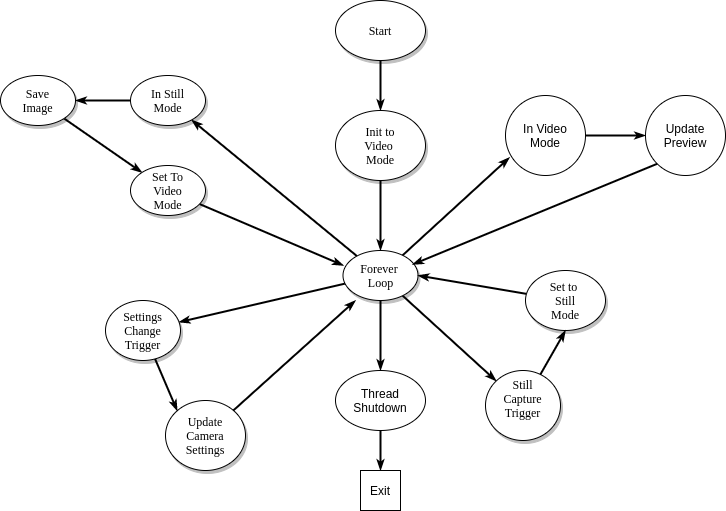 Start
Save
Image
In Still
Mode
Init to
Video
Mode
In Video
Mode
Update
Preview
Set To
Video
Mode
Forever
Loop
Settings
Change
Trigger
Set to
Still
Mode
Thread
Shutdown
Still
Capture
Trigger
Update
Camera
Settings
Exit